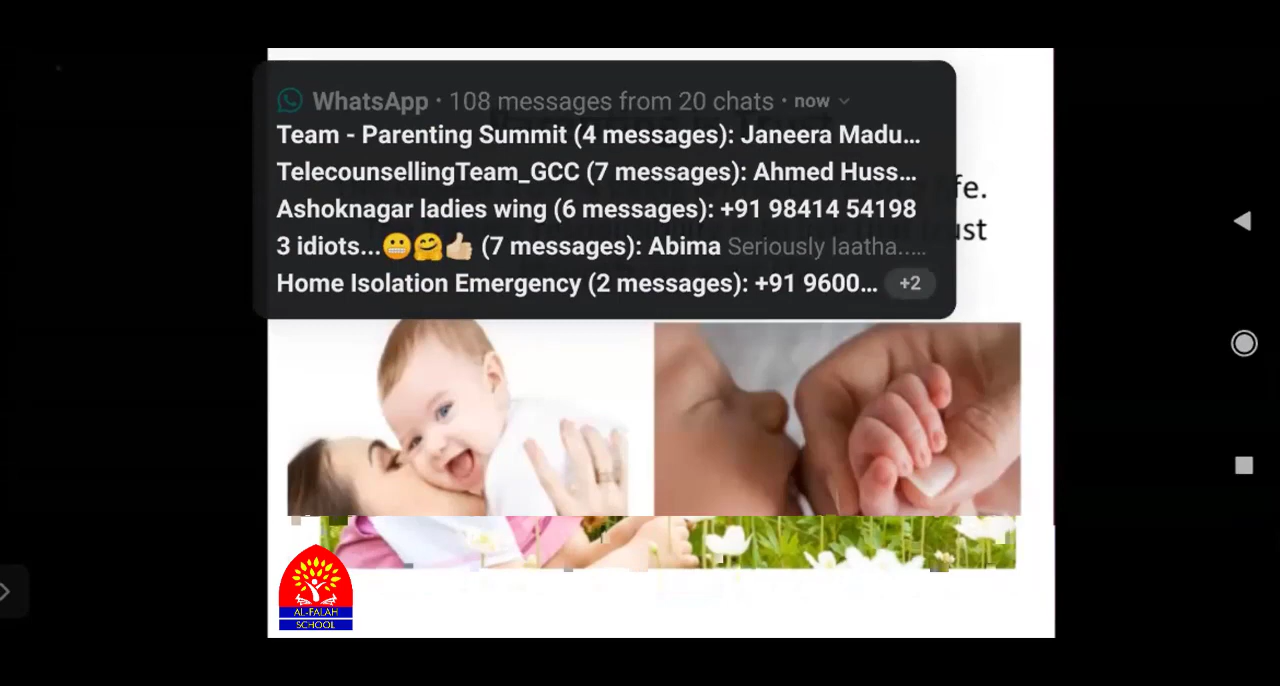 WhatsApp · 108 messages from 20 chats · now
Team - Parenting Summit (4 messages): Janeera Madu...
TelecounsellingTeam_GCC (7 messages): Ahmed Huss...
Ashoknagar ladies wing (6 messages): +91 98414 54198
3 idiots...😬🤗👍🏼 (7 messages): Abima Seriously laatha.....
Home Isolation Emergency (2 messages): +91 9600... +2
AL-FALAH
SCHOOL